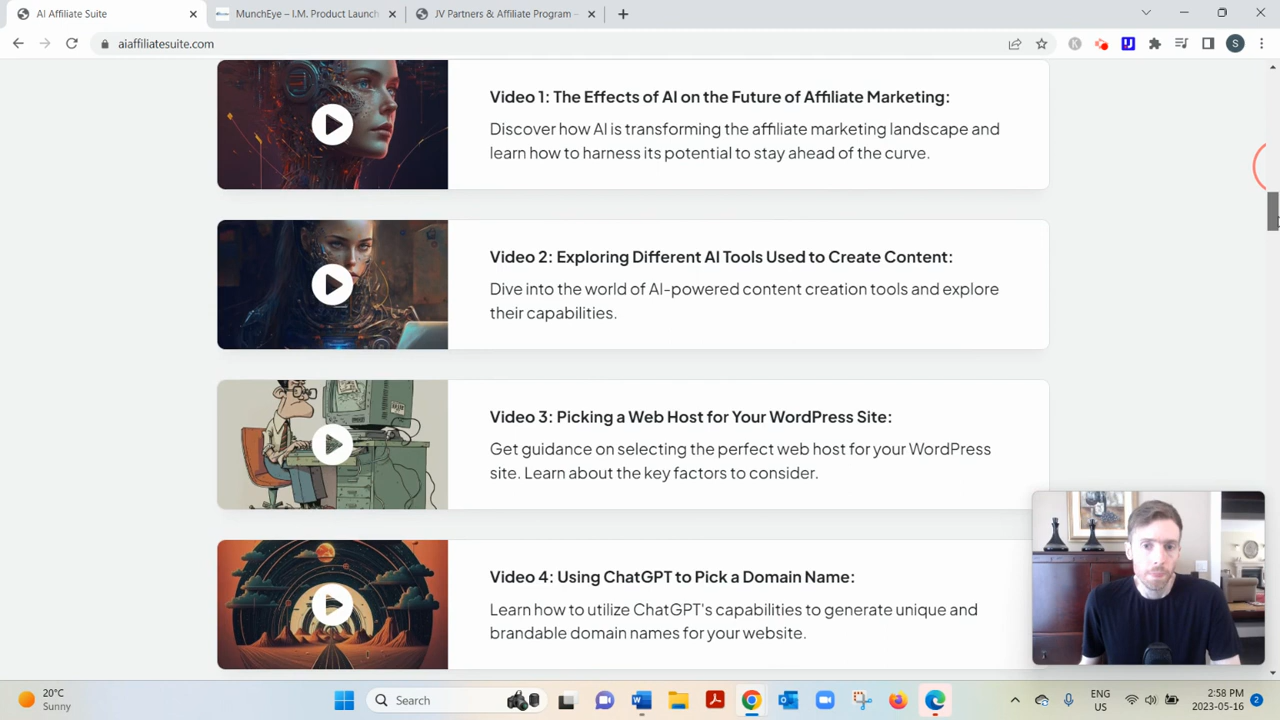 AI Affiliate Suite
MunchEye – I.M. Product Launch
JV Partners & Affiliate Program –
aiaffiliatesuite.com
Video 1: The Effects of AI on the Future of Affiliate Marketing:
Discover how AI is transforming the affiliate marketing landscape and
learn how to harness its potential to stay ahead of the curve.
Video 2: Exploring Different AI Tools Used to Create Content:
Dive into the world of AI-powered content creation tools and explore
their capabilities.
Video 3: Picking a Web Host for Your WordPress Site:
Get guidance on selecting the perfect web host for your WordPress
site. Learn about the key factors to consider.
Video 4: Using ChatGPT to Pick a Domain Name:
Learn how to utilize ChatGPT's capabilities to generate unique and
brandable domain names for your website.
20°C
Sunny
Search
ENG
US
2:58 PM
2023-05-16
2